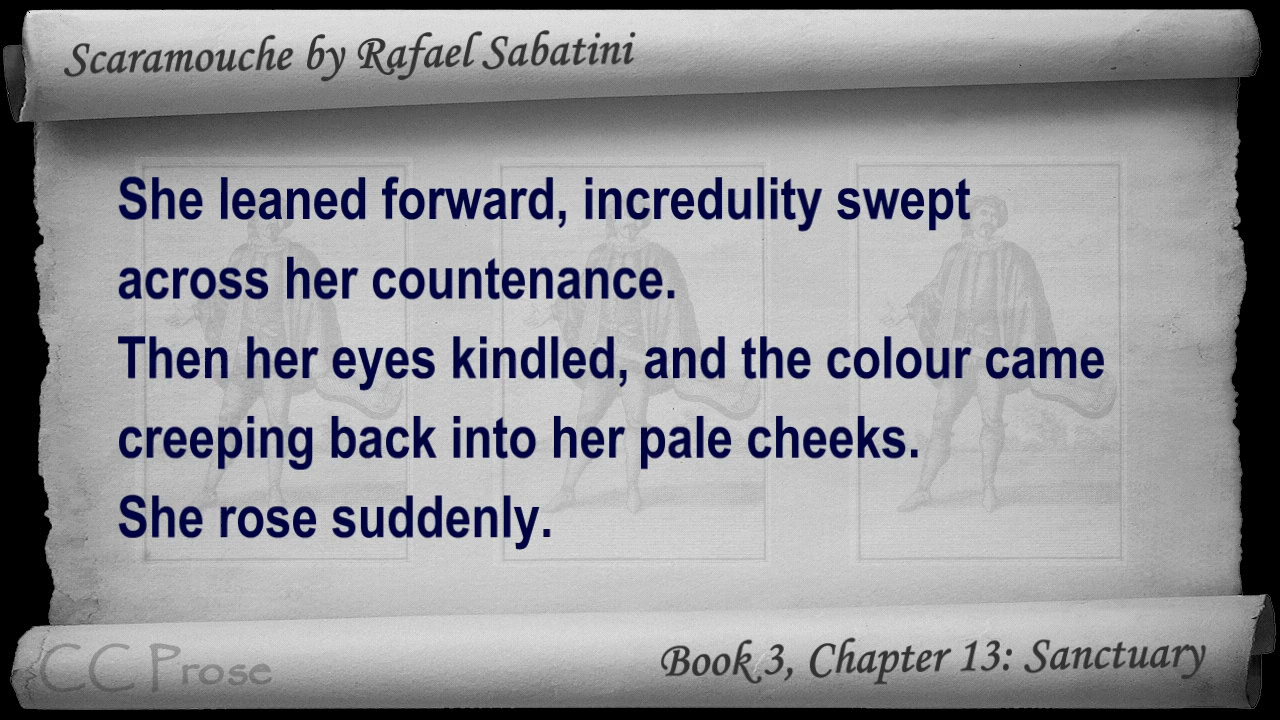 Scaramouche by Rafael Sabatini
She leaned forward, incredulity swept
across her countenance.
Then her eyes kindled, and the colour came
creeping back into her pale cheeks.
She rose suddenly.
CC Prose
Book 3, Chapter 13: Sanctuary